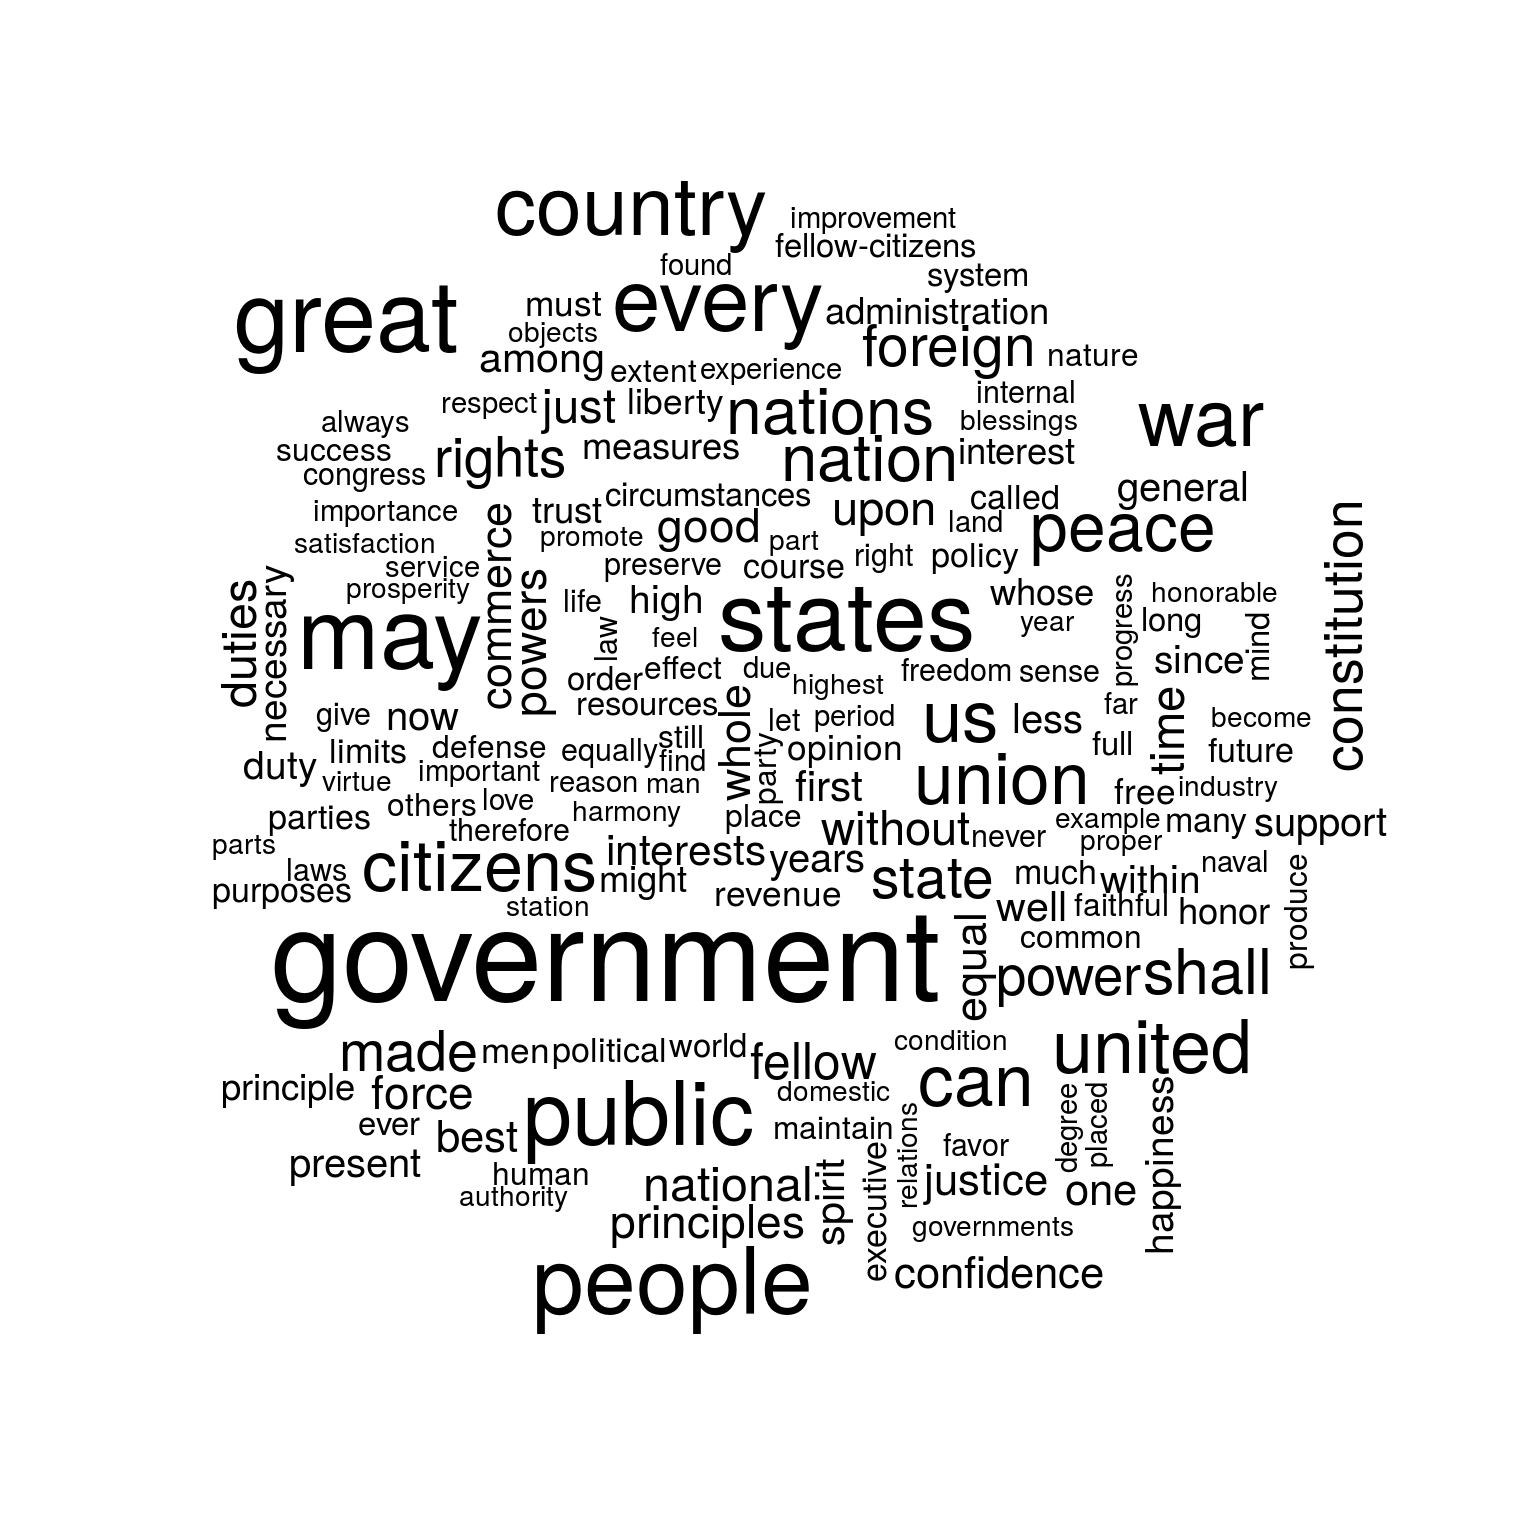 country
improvement
fellow-citizens
found
system
great
must
every
administration
objects
among
foreign
nature
extent
experience
internal
respect
just
liberty
nations
blessings
war
always
success
rights
measures
nation
interest
congress
circumstances
called
general
importance
trust
good
upon
land
peace
constitution
commerce
promote
part
satisfaction
preserve
course
right
policy
service
prosperity
duties
necessary
may
powers
life
high
states
whose
progress
honorable
law
feel
year
long
mind
order
effect
due
highest
freedom
sense
since
resources
give
now
whole
let
period
us
less
far
time
become
duty
limits
defense
equally
still
find
party
opinion
full
future
virtue
important
reason
man
first
union
free
industry
parties
others
love
harmony
place
therefore
without
never
example
many
support
proper
parts
laws
citizens
interests
years
might
purposes
revenue
state
much
within
naval
station
well
faithful
honor
produce
government
equal
common
power
shall
made
men
political
world
fellow
condition
united
principle
force
public
domestic
can
degree
placed
happiness
ever
best
maintain
relations
favor
present
human
authority
national
spirit
executive
justice
one
principles
governments
people
confidence